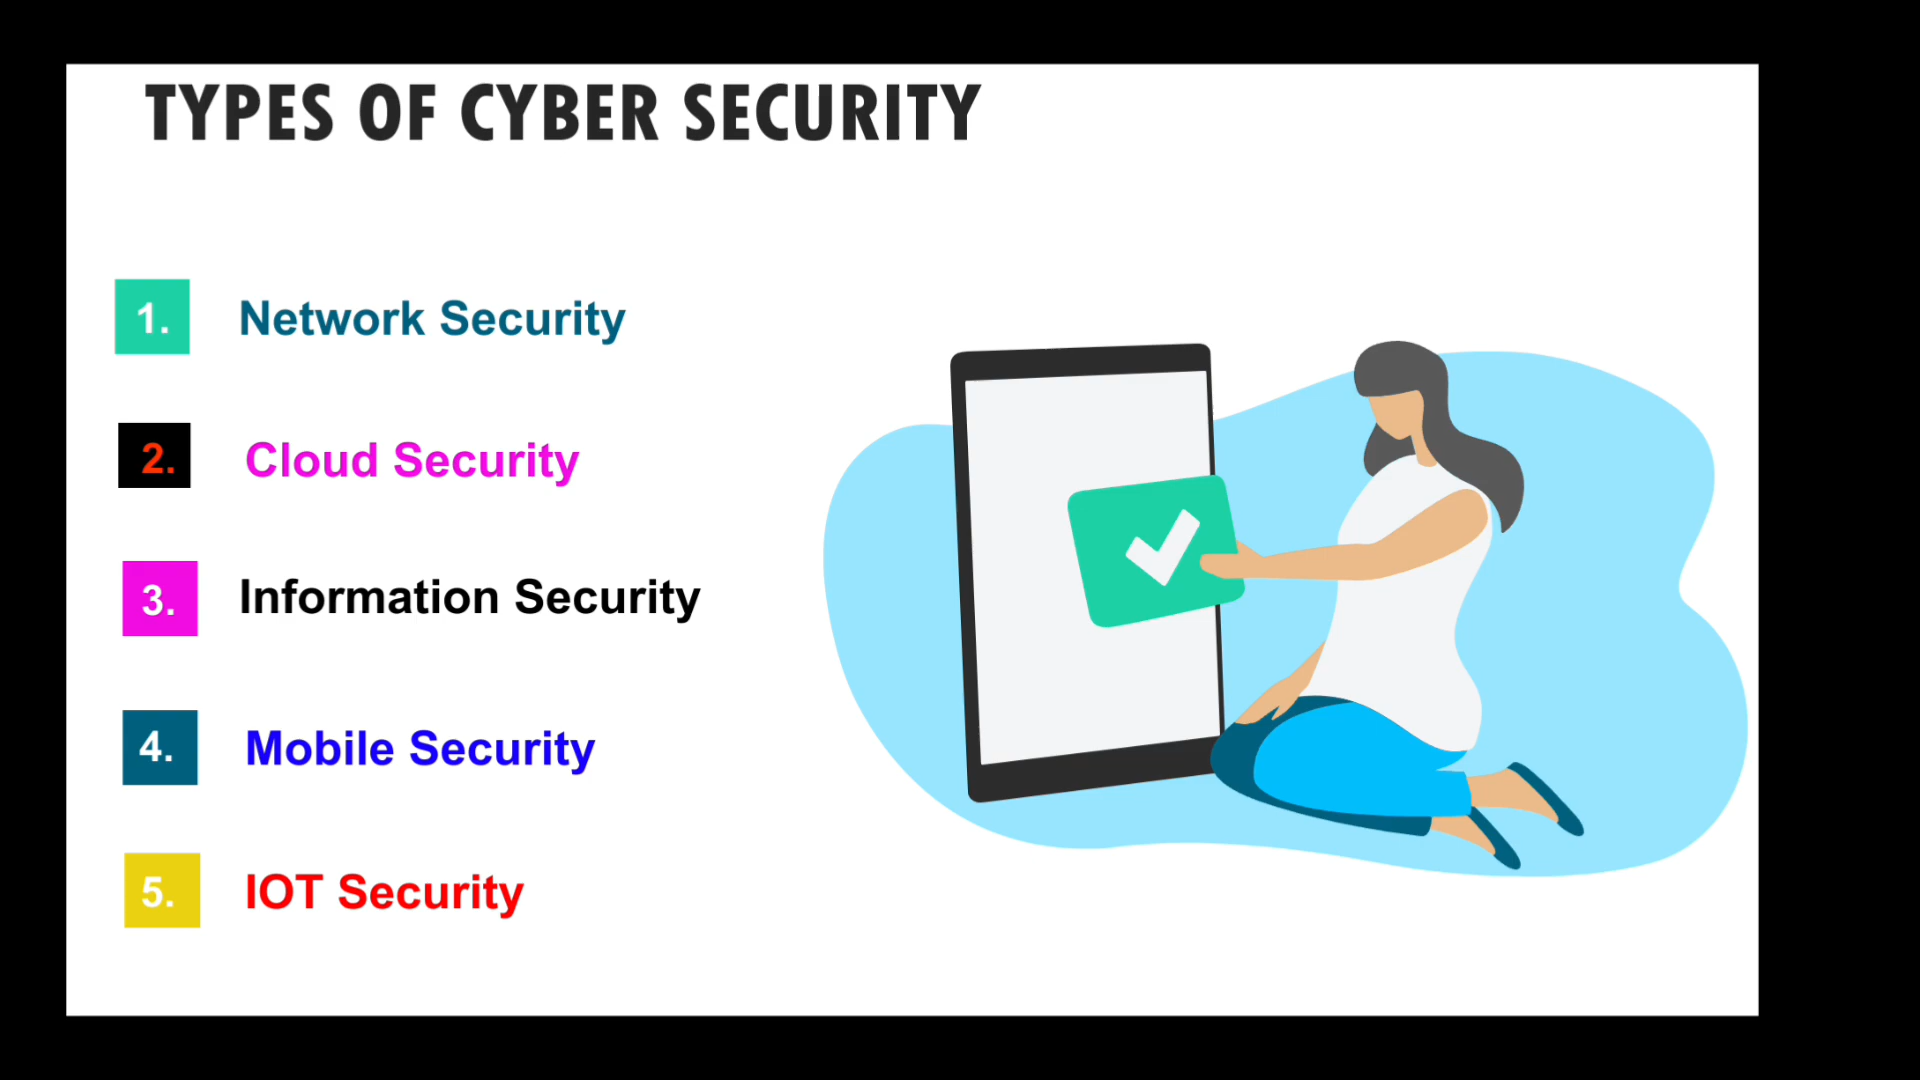 TYPES OF CYBER SECURITY
1. Network Security
2. Cloud Security
3. Information Security
4. Mobile Security
5. IOT Security